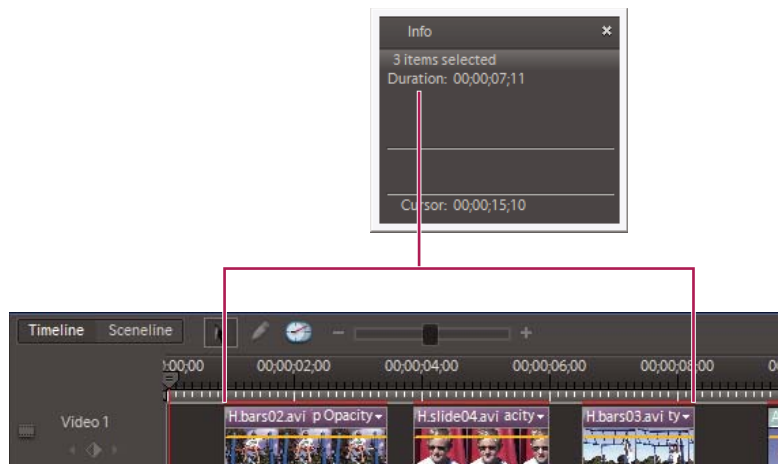 Info
3 items selected
Duration: 00;00;07;11
Cursor: 00;00;15;10
Timeline Sceneline
;00;00 00;00;02;00 00;00;04;00 00;00;06;00 00;00;08;00 0
Video 1
H.bars02.avi p Opacity H.slide04.avi acity H.bars03.avi ty A